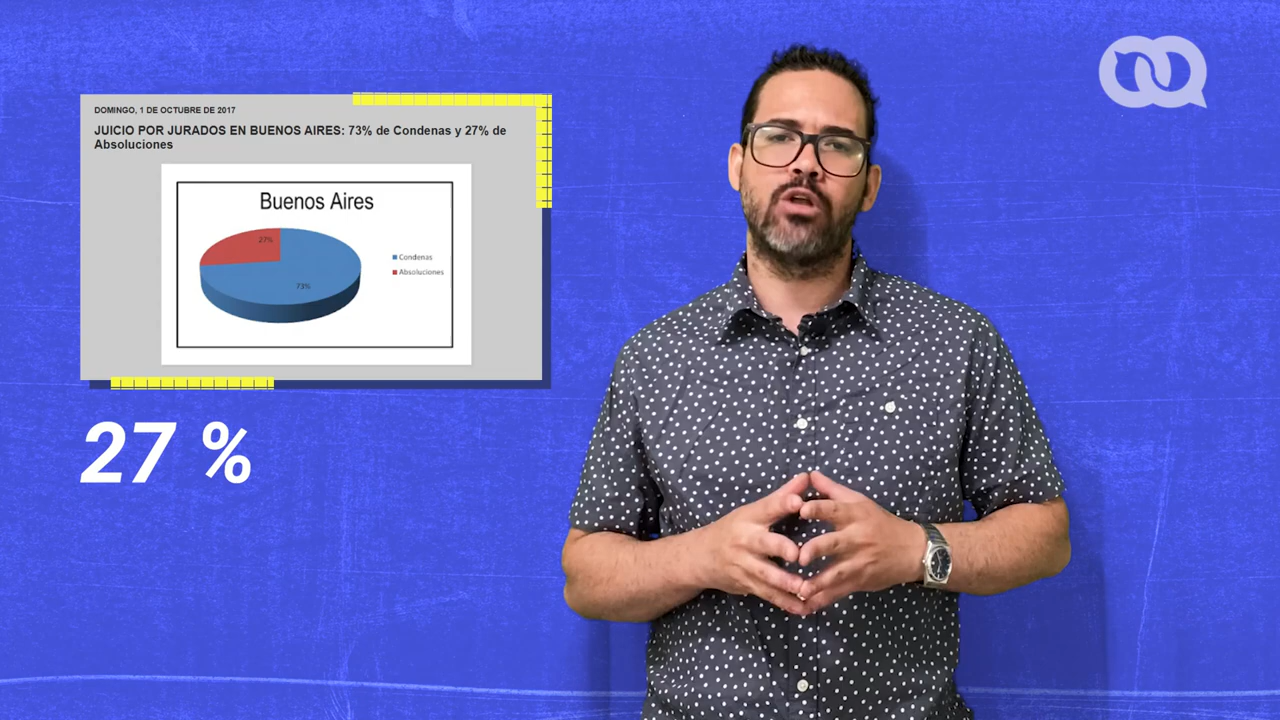 DOMINGO, 1 DE OCTUBRE DE 2017
JUICIO POR JURADOS EN BUENOS AIRES: 73% de Condenas y 27% de
Absoluciones
Buenos Aires
27%
Condenas
Absoluciones
73%
27 %